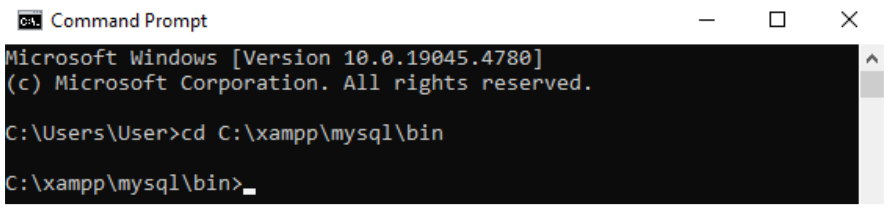 Command Prompt
Microsoft Windows [Version 10.0.19045.4780]
(c) Microsoft Corporation. All rights reserved.
C:\Users\User>cd C:\xampp\mysql\bin
C:\xampp\mysql\bin>_